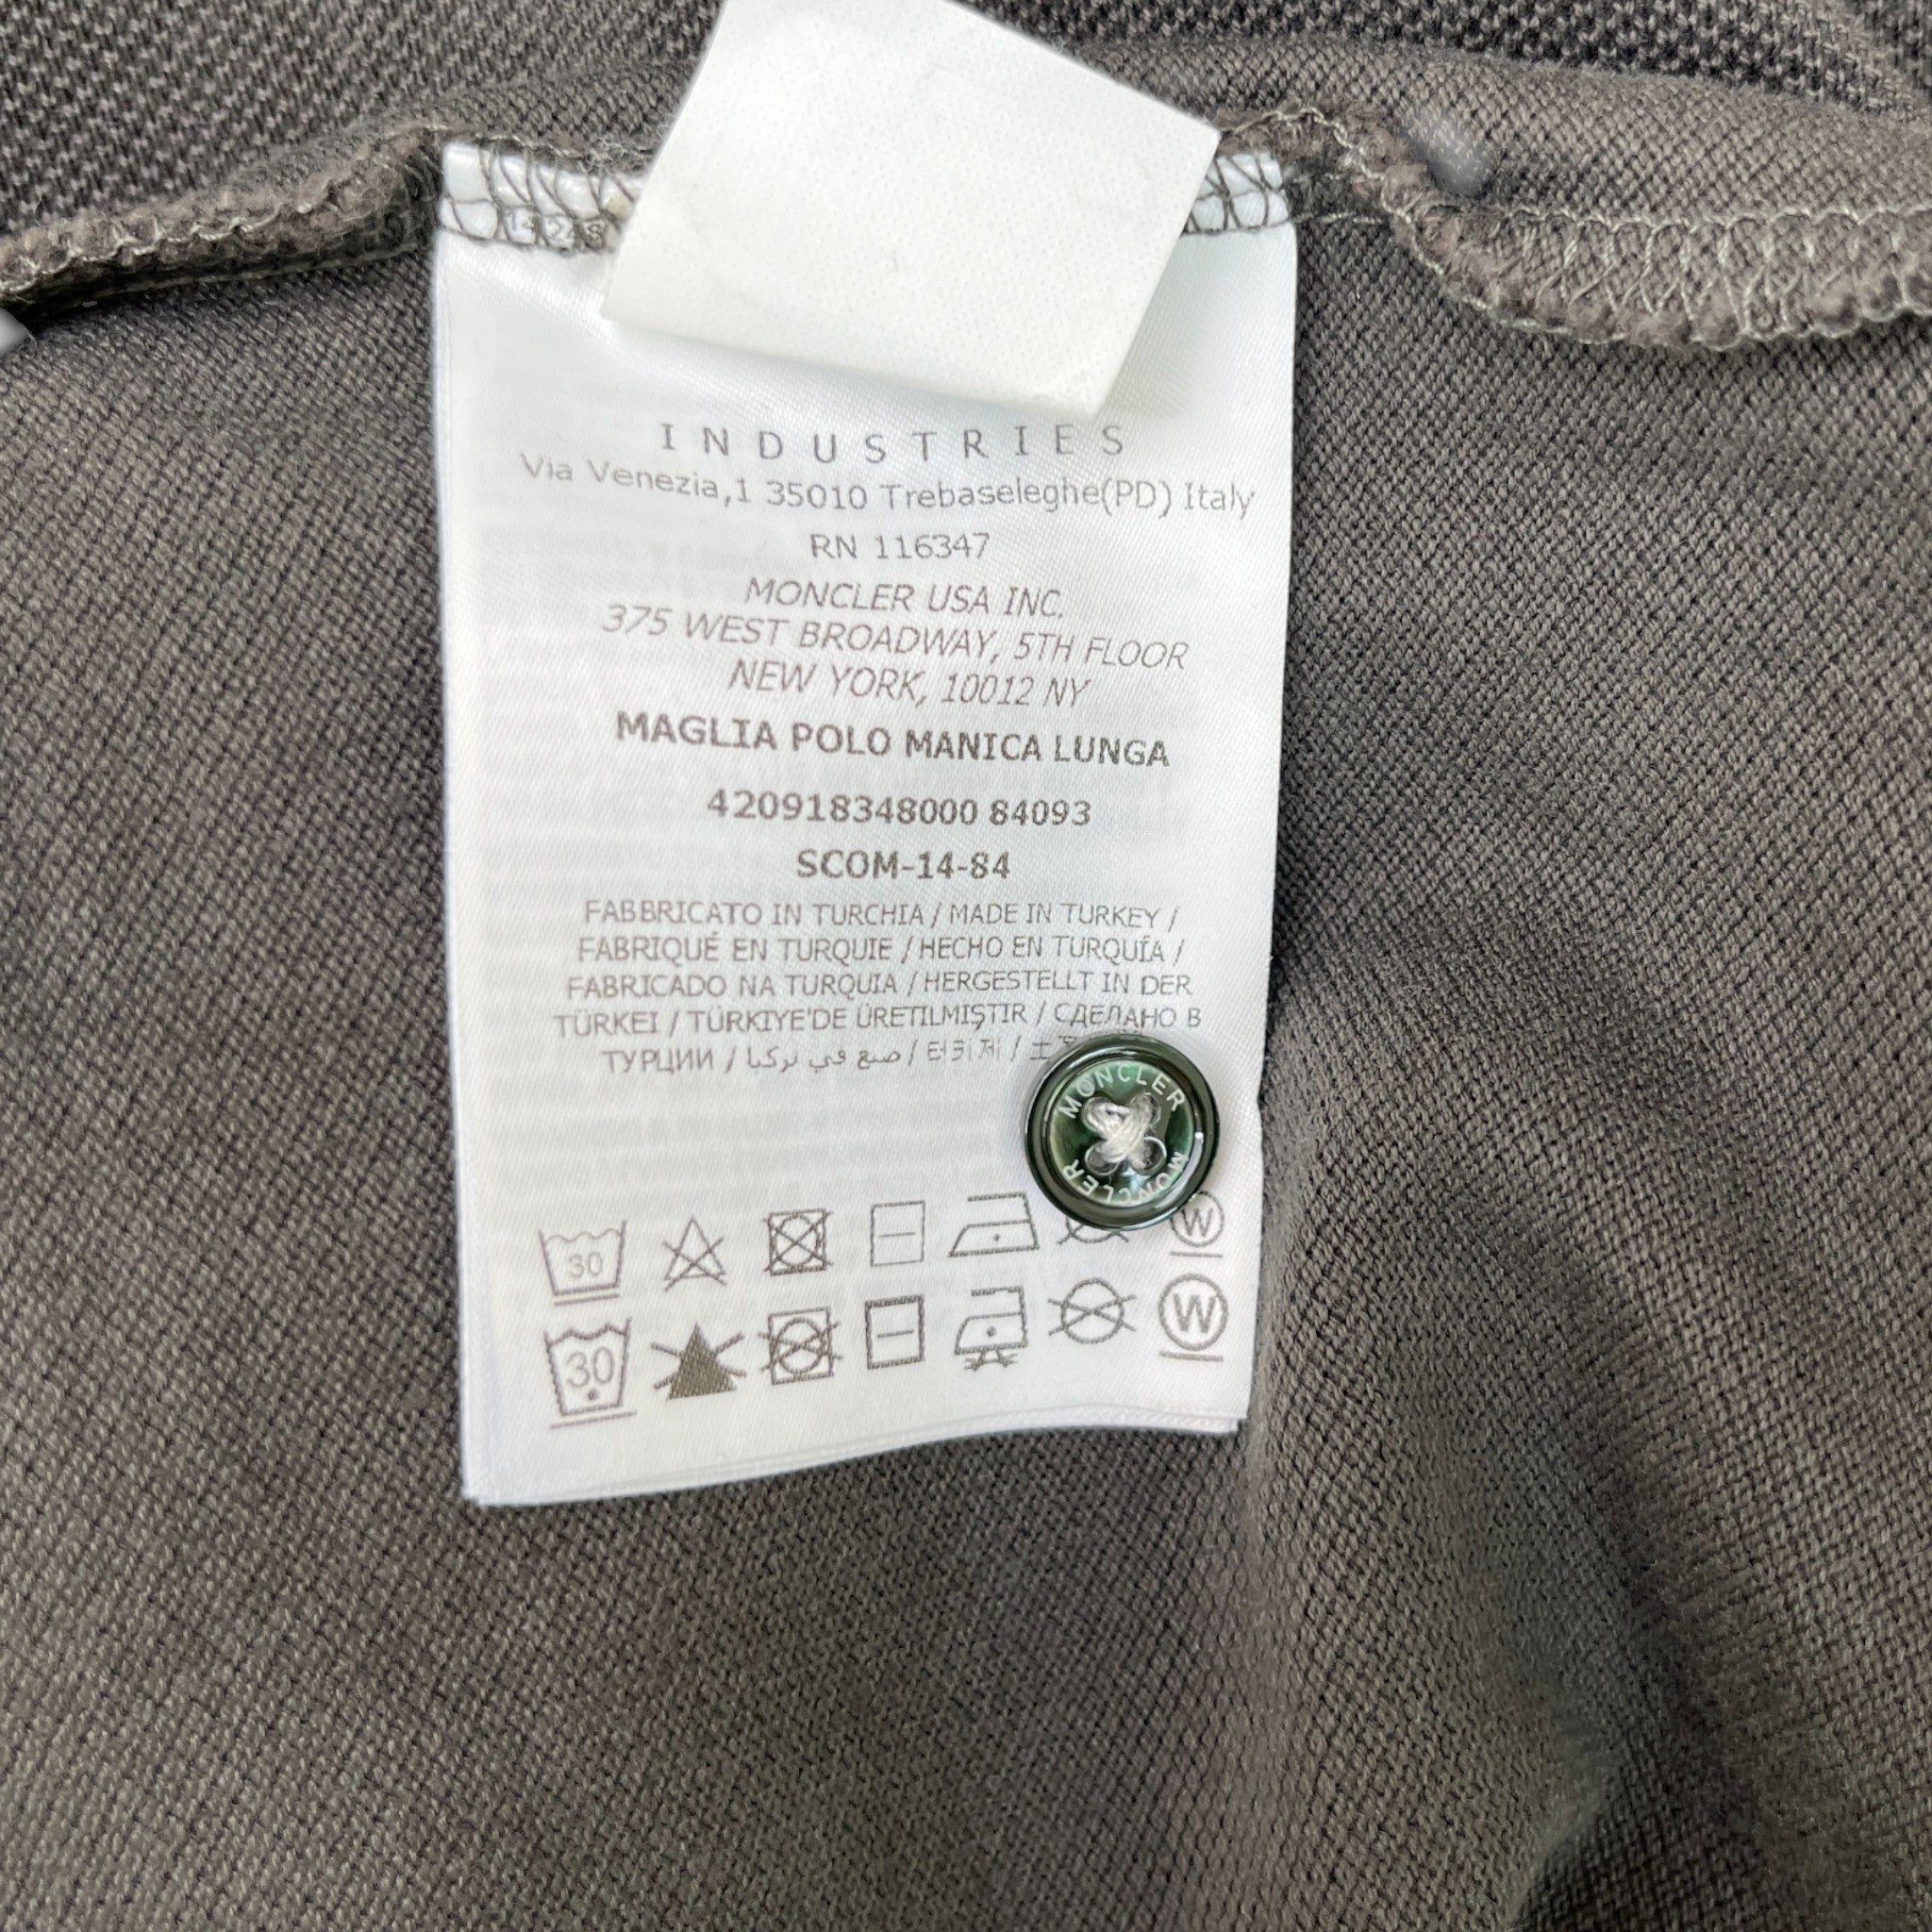 INDUSTRIES
Via Venezia,1 35010 Trebaseleghe(PD) Italy
RN 116347
MONCLER USA INC.
375 WEST BROADWAY, 5TH FLOOR
NEW YORK, 10012 NY
MAGLIA POLO MANICA LUNGA
420918348000 84093
SCOM-14-84
FABBRICATO IN TURCHIA / MADE IN TURKEY /
FABRIQUÉ EN TURQUIE / HECHO EN TURQUÍA /
FABRICADO NA TURQUIA / HERGESTELLT IN DER
TÜRKEI / TÜRKIYE'DE ÜRETILMIŞTIR / СДЕЛАНО В
ТУРЦИИ / صنع في تركيا / 터키제 /
MONCLER
MONCLER
30 W
30 W